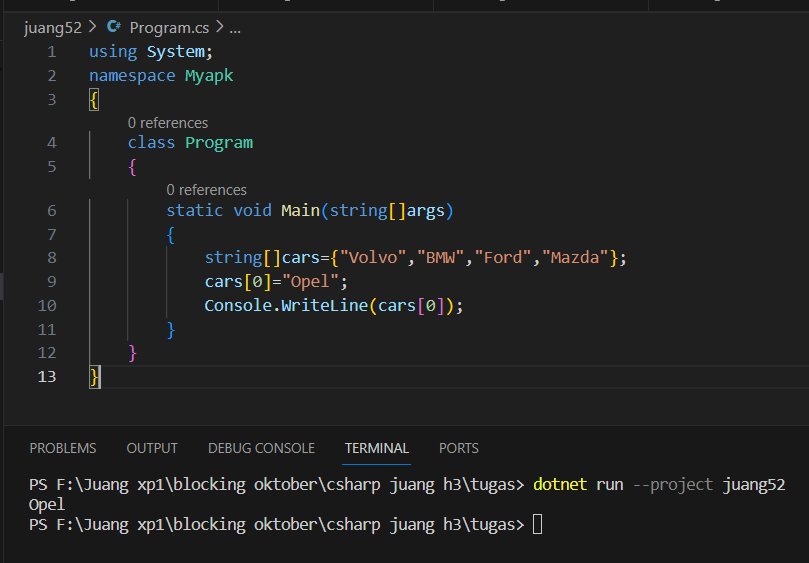 juang52 > C# Program.cs > ...
1 using System;
2 namespace Myapk
3 {
0 references
4 class Program
5 {
0 references
6 static void Main(string[]args)
7 {
8 string[]cars={"Volvo","BMW","Ford","Mazda"};
9 cars[0]="Opel";
10 Console.WriteLine(cars[0]);
11 }
12 }
13 }
PROBLEMS OUTPUT DEBUG CONSOLE TERMINAL PORTS
PS F:\Juang xp1\blocking oktober\csharp juang h3\tugas> dotnet run --project juang52
Opel
PS F:\Juang xp1\blocking oktober\csharp juang h3\tugas>